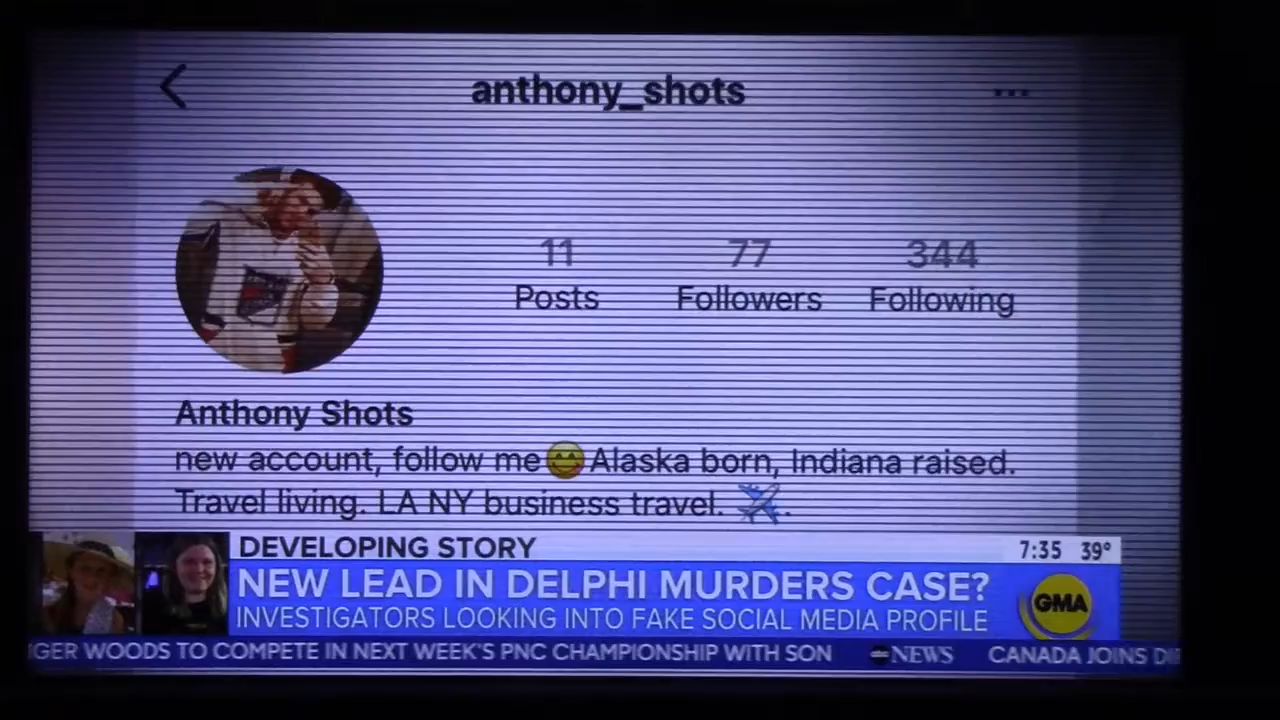 anthony_shots
...
11 77 344
Posts Followers Following
Anthony Shots
new account, follow me😋Alaska born, Indiana raised.
Travel living. LA NY business travel. ✈️.
DEVELOPING STORY 7:35 39°
NEW LEAD IN DELPHI MURDERS CASE?
INVESTIGATORS LOOKING INTO FAKE SOCIAL MEDIA PROFILE
GMA
GER WOODS TO COMPETE IN NEXT WEEK'S PNC CHAMPIONSHIP WITH SON abc NEWS CANADA JOINS